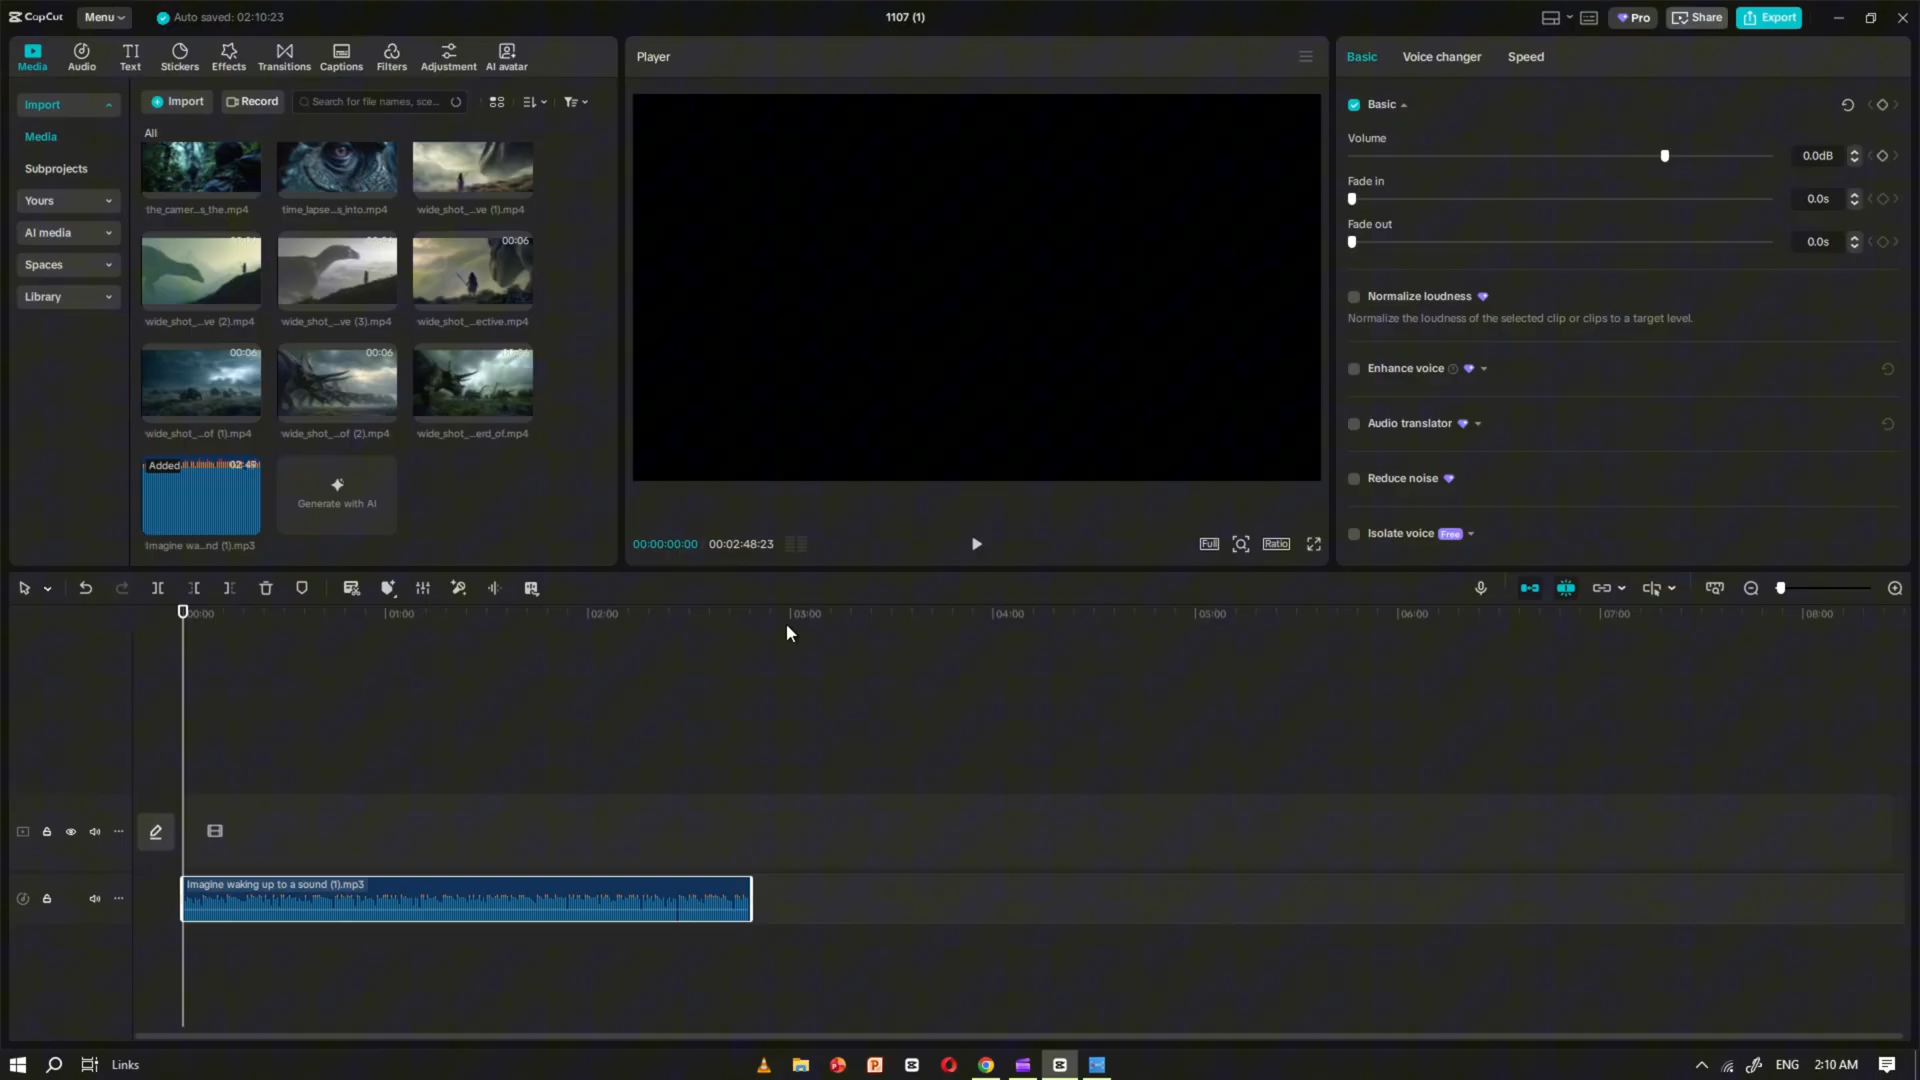 CapCut
Menu
Auto saved: 02:10:23
1107 (1)
Pro
Share
Export
Media
Audio
Text
Stickers
Effects
Transitions
Captions
Filters
Adjustment
AI avatar
Import
Media
Subprojects
Yours
AI media
Spaces
Library
Import
Record
Search for file names, sce...
All
the_camer...s_the.mp4
time_lapse...s_into.mp4
wide_shot_...ve (1).mp4
00:06
wide_shot_...ve (2).mp4
wide_shot_...ve (3).mp4
wide_shot_...ective.mp4
00:06
00:06
wide_shot_...of (1).mp4
wide_shot_...of (2).mp4
wide_shot_...erd_of.mp4
Added
02:49
Imagine wa...nd (1).mp3
Generate with AI
Player
00:00:00:00
00:02:48:23
Full
Ratio
Basic
Voice changer
Speed
Basic
Volume
0.0dB
Fade in
0.0s
Fade out
0.0s
Normalize loudness
Normalize the loudness of the selected clip or clips to a target level.
Enhance voice
Audio translator
Reduce noise
Isolate voice
Free
00:00
01:00
02:00
03:00
04:00
05:00
06:00
07:00
08:00
Imagine waking up to a sound (1).mp3
Links
ENG
2:10 AM